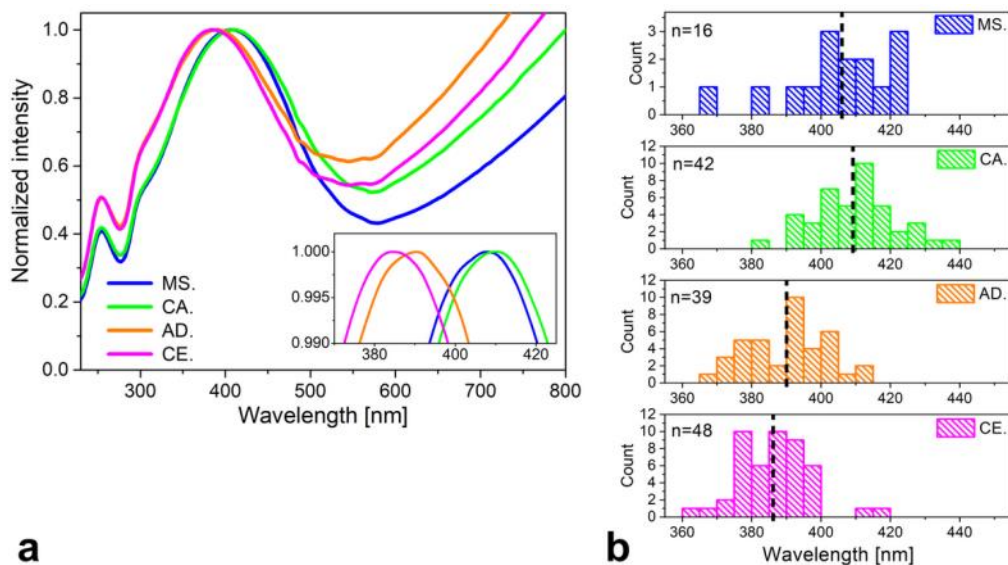 1.0
0.8
0.6
0.4
0.2
0.0
Normalized intensity
MS.
CA.
AD.
CE.
1.000
0.995
0.990
380 400 420
300 400 500 600 700 800
Wavelength [nm]
a
n=16
MS.
3
2
1
0
Count
360 380 400 420 440
n=42
CA.
12
10
8
6
4
2
0
Count
360 380 400 420 440
n=39
AD.
12
10
8
6
4
2
0
Count
360 380 400 420 440
n=48
CE.
12
10
8
6
4
2
0
Count
360 380 400 420 440
Wavelength [nm]
b